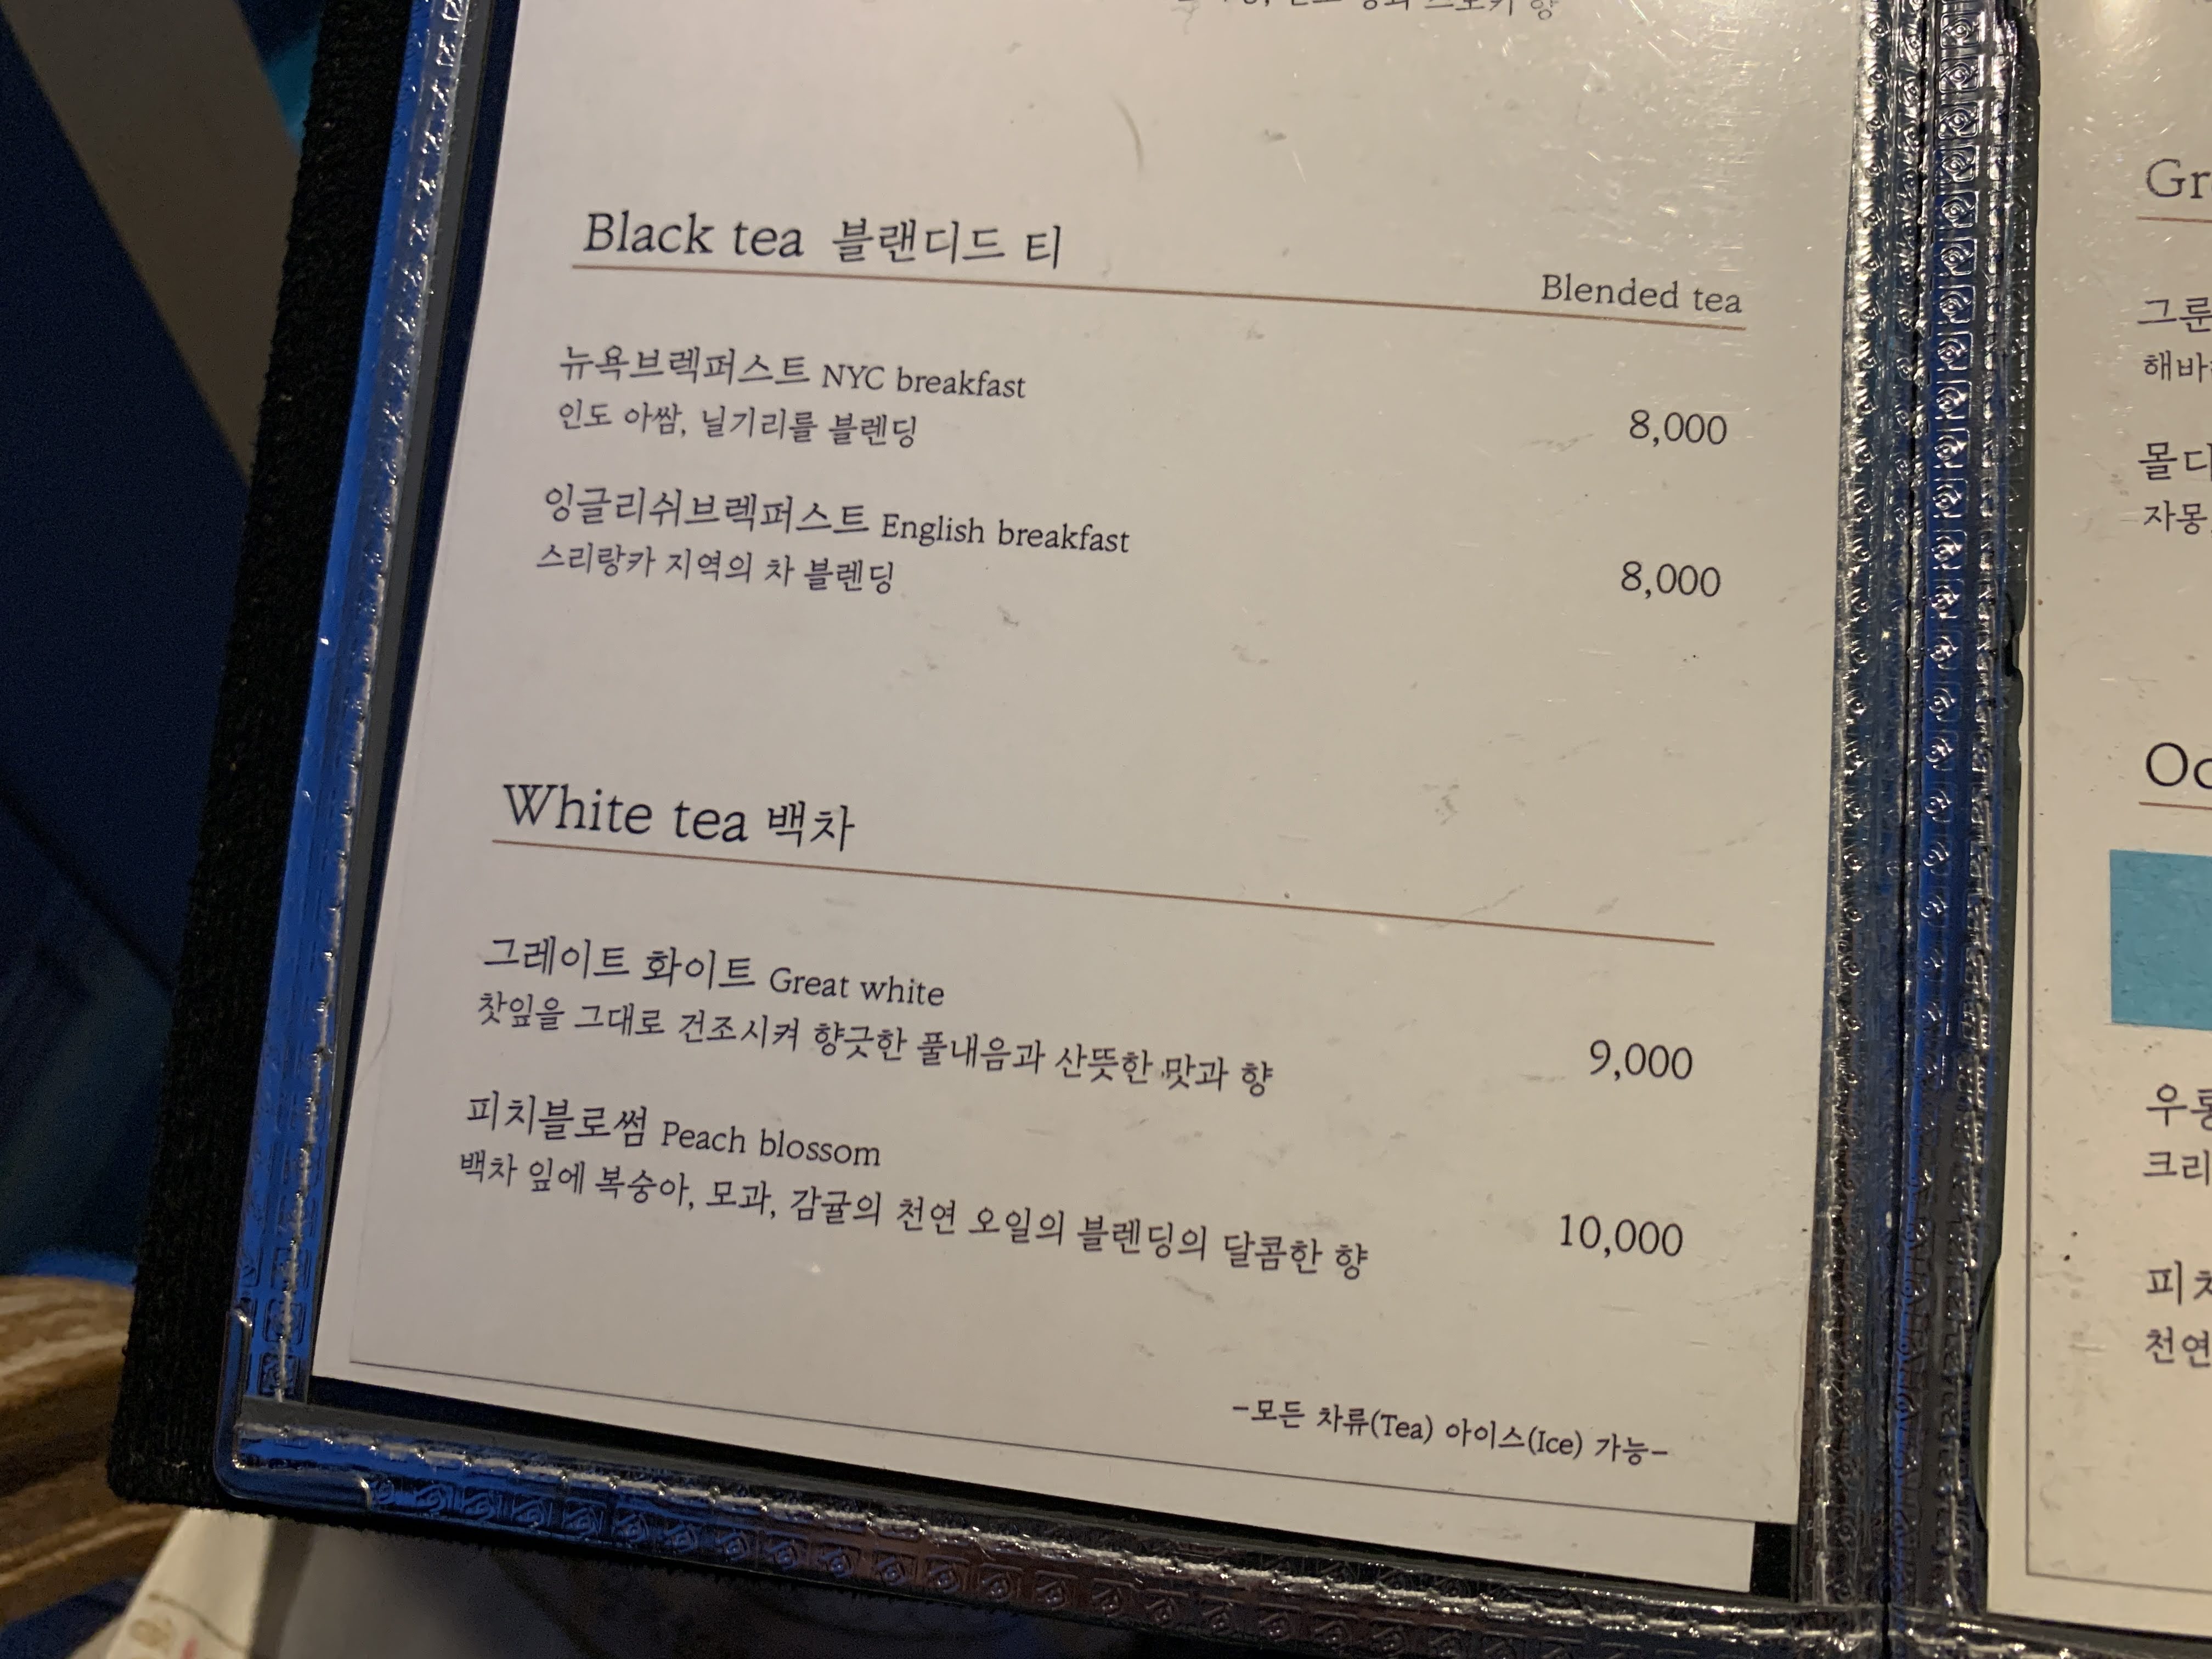 Black tea 블랜디드 티
Blended tea
뉴욕브렉퍼스트 NYC breakfast
인도 아쌈, 닐기리를 블렌딩
8,000
잉글리쉬브렉퍼스트 English breakfast
스리랑카 지역의 차 블렌딩
8,000
White tea 백차
그레이트 화이트 Great white
찻잎을 그대로 건조시켜 향긋한 풀내음과 산뜻한 맛과 향
9,000
피치블로썸 Peach blossom
백차 잎에 복숭아, 모과, 감귤의 천연 오일의 블렌딩의 달콤한 향
10,000
-모든 차류(Tea) 아이스(Ice) 가능-
자몽
천연